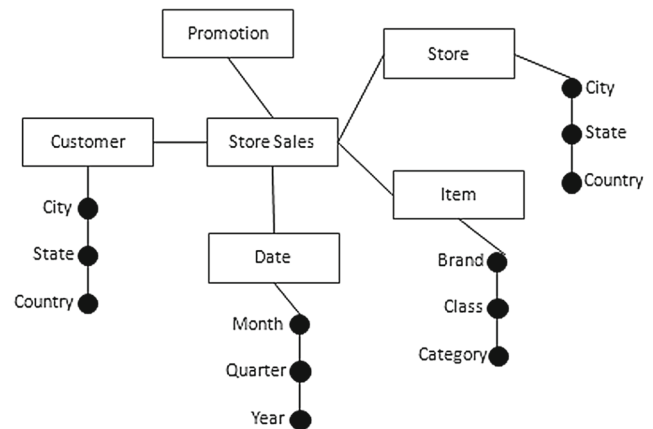 Promotion
Store
City
State
Country
Customer
Store Sales
City
State
Country
Item
Brand
Class
Category
Date
Month
Quarter
Year